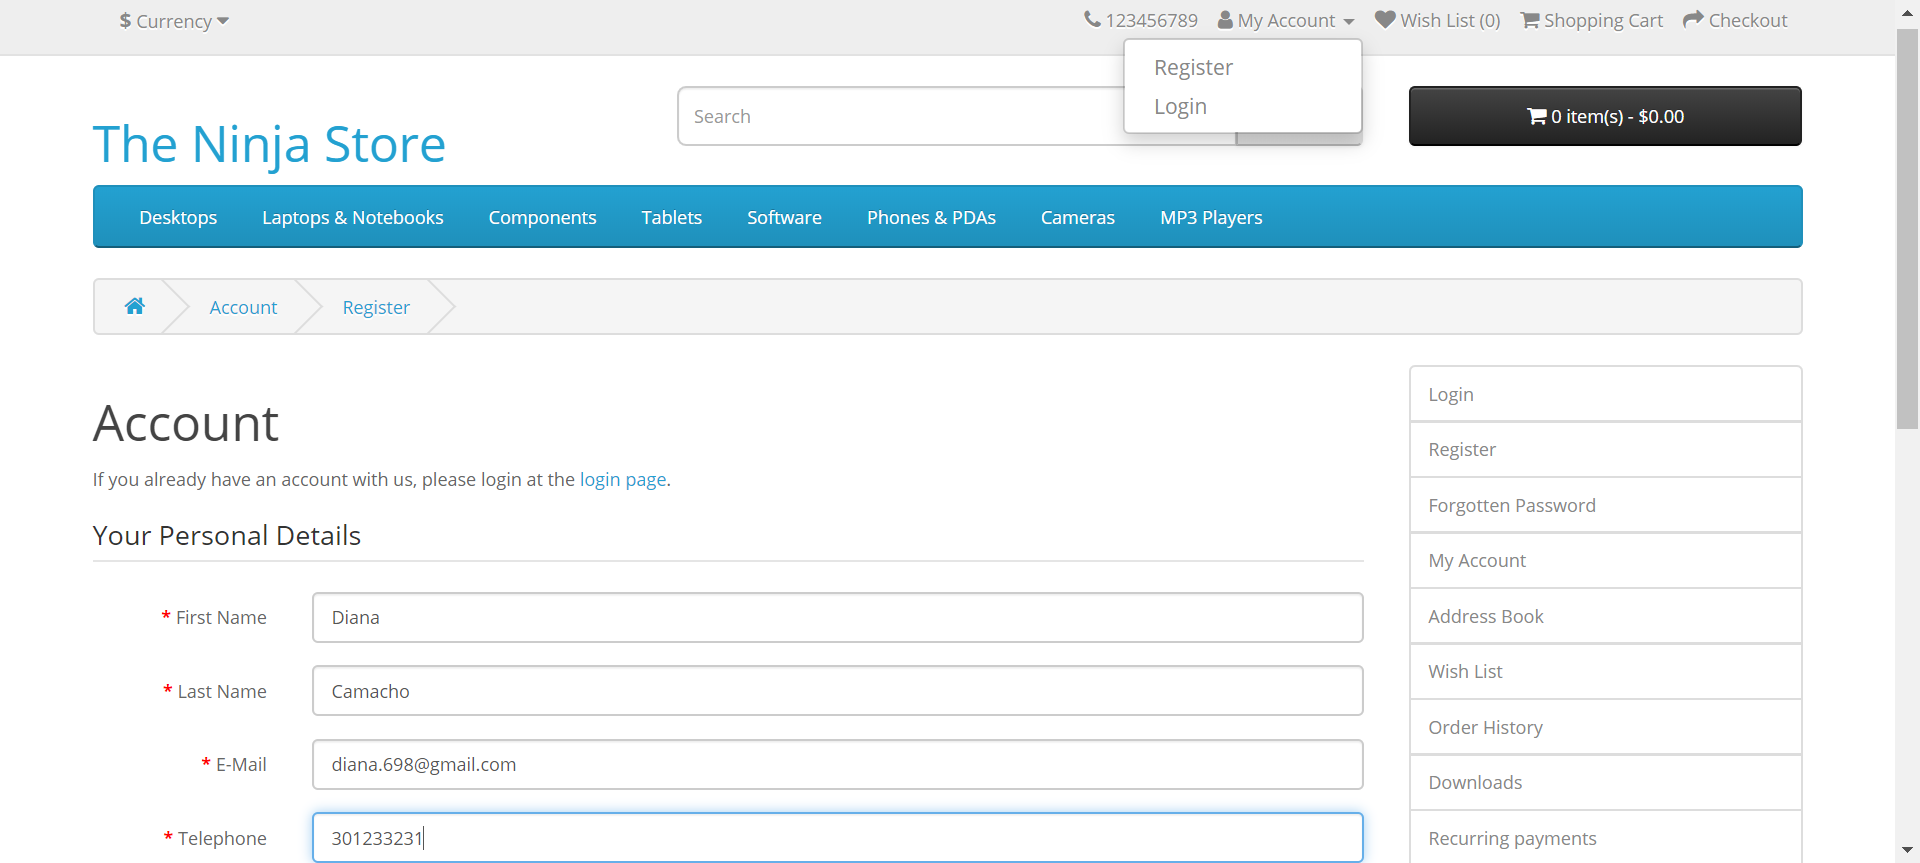 $ Currency
123456789 My Account Wish List (0) Shopping Cart Checkout
Register
Login
The Ninja Store
Search
0 item(s) - $0.00
Desktops Laptops & Notebooks Components Tablets Software Phones & PDAs Cameras MP3 Players
Account Register
Account
If you already have an account with us, please login at the login page.
Your Personal Details
* First Name Diana
* Last Name Camacho
* E-Mail diana.698@gmail.com
* Telephone 301233231
Login
Register
Forgotten Password
My Account
Address Book
Wish List
Order History
Downloads
Recurring payments